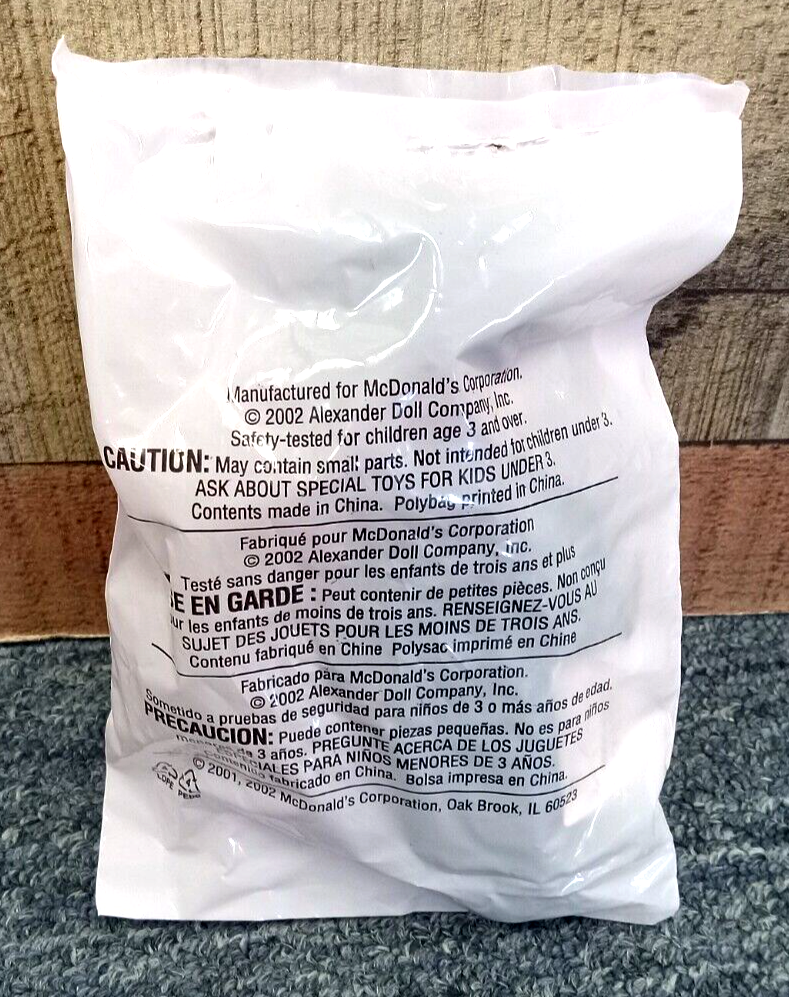 Manufactured for McDonald's Corporation.
© 2002 Alexander Doll Company, Inc.
Safety-tested for children age 3 and over.
CAUTION: May contain small parts. Not intended for children under 3.
ASK ABOUT SPECIAL TOYS FOR KIDS UNDER 3.
Contents made in China. Polybag printed in China.
Fabriqué pour McDonald's Corporation
© 2002 Alexander Doll Company, Inc.
Testé sans danger pour les enfants de trois ans et plus
E EN GARDE : Peut contenir de petites pièces. Non conçu
ur les enfants de moins de trois ans. RENSEIGNEZ-VOUS AU
SUJET DES JOUETS POUR LES MOINS DE TROIS ANS.
Contenu fabriqué en Chine Polysac imprimé en Chine
Fabricado para McDonald's Corporation.
© 2002 Alexander Doll Company, Inc.
Sometido a pruebas de seguridad para niños de 3 o más años de edad.
PRECAUCION: Puede contener piezas pequeñas. No es para niños
de 3 años. PREGUNTE ACERCA DE LOS JUGUETES
CIALES PARA NIÑOS MENORES DE 3 AÑOS.
Contenido fabricado en China. Bolsa impresa en China.
© 2001, 2002 McDonald's Corporation, Oak Brook, IL 60523
4
LDPE